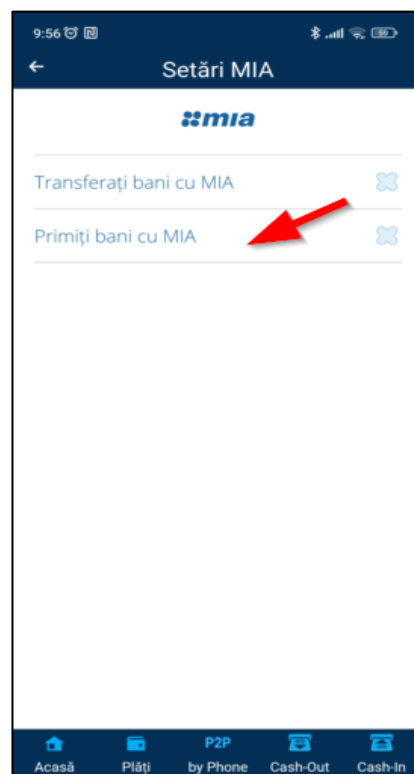 9:56
Setări MIA
mia
Transferați bani cu MIA
Primiți bani cu MIA
P2P
Acasă Plăți by Phone Cash-Out Cash-In